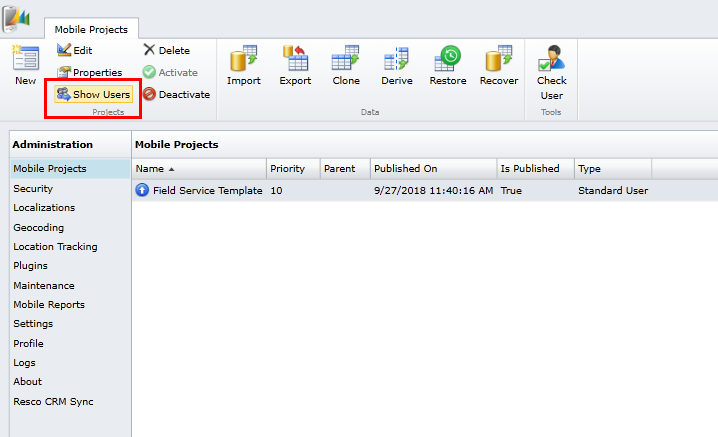 Mobile Projects
New
Edit
Properties
Show Users
Delete
Activate
Deactivate
Projects
Import
Export
Clone
Derive
Restore
Recover
Data
Check
User
Tools
Administration
Mobile Projects
Security
Localizations
Geocoding
Location Tracking
Plugins
Maintenance
Mobile Reports
Settings
Profile
Logs
About
Resco CRM Sync
Mobile Projects
Name Priority Parent Published On Is Published Type
Field Service Template 10 9/27/2018 11:40:16 AM True Standard User